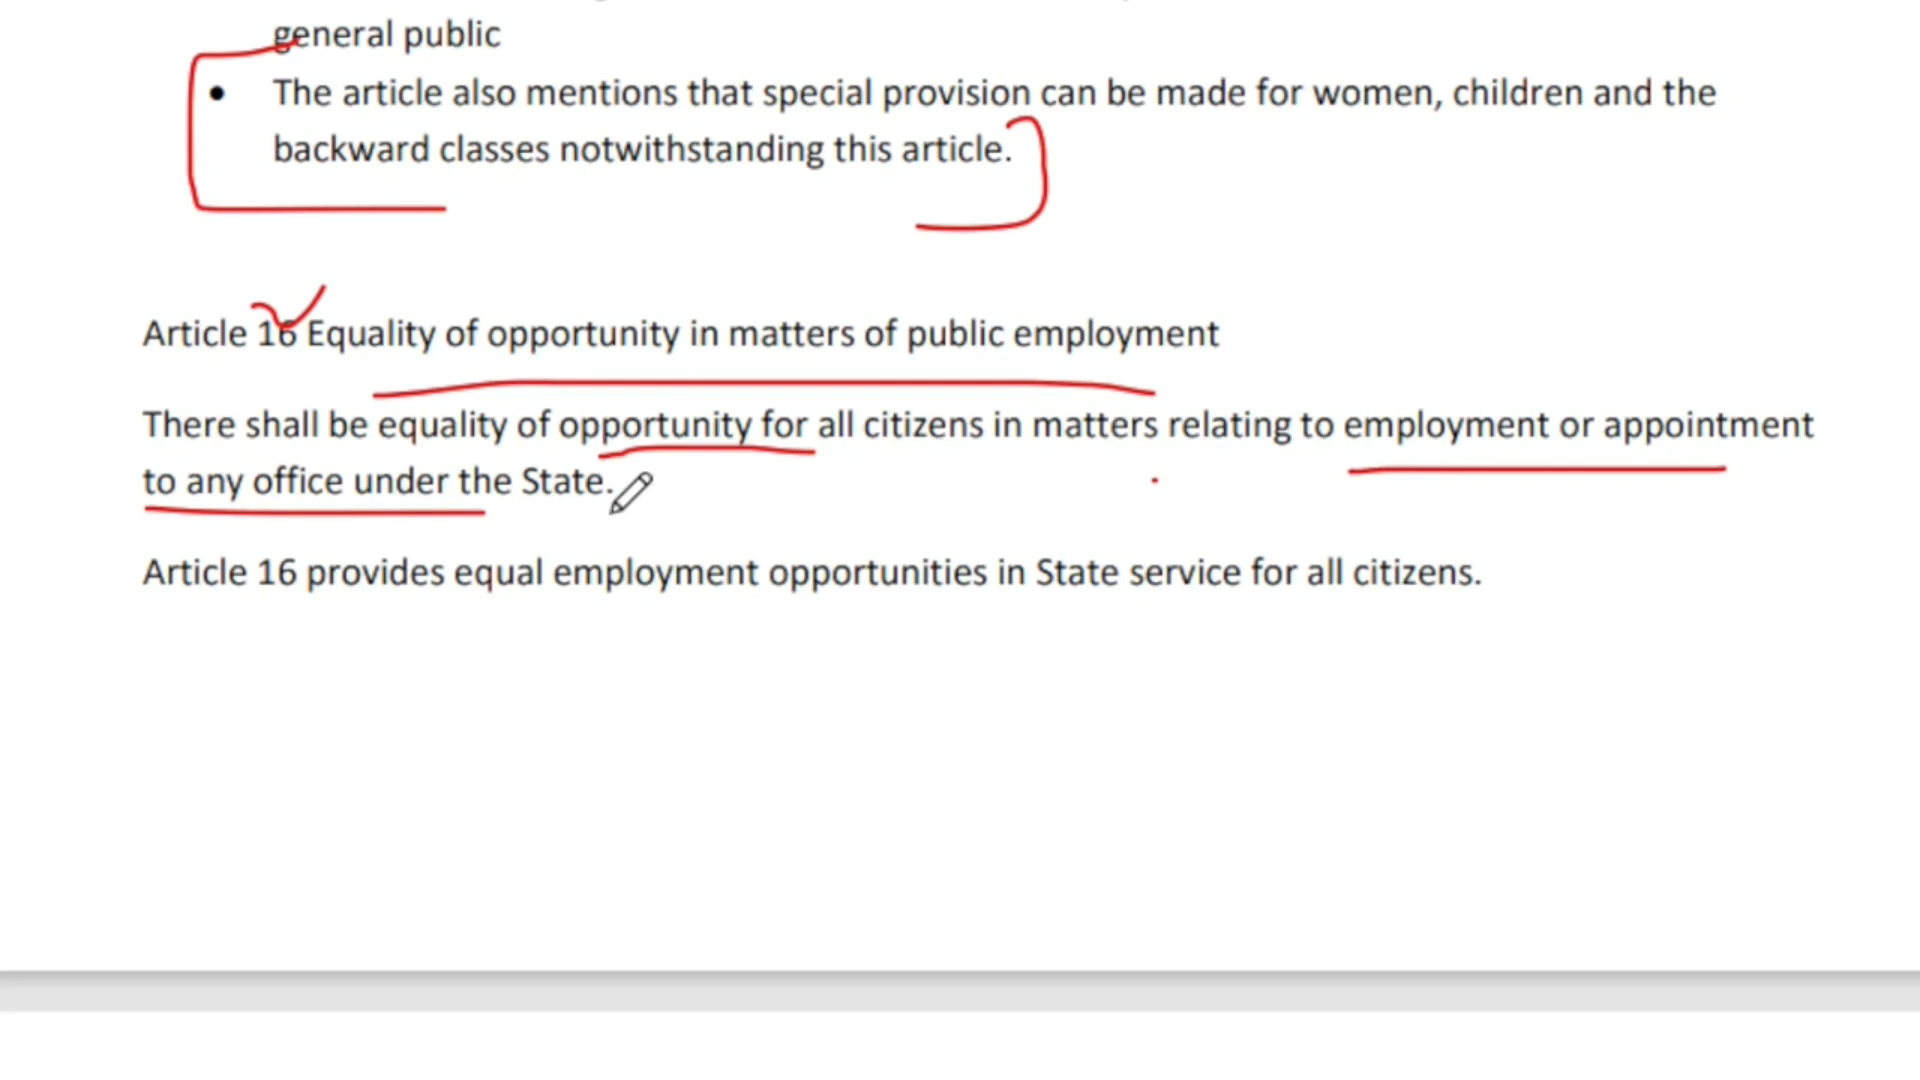 general public
• The article also mentions that special provision can be made for women, children and the
backward classes notwithstanding this article.
Article 16 Equality of opportunity in matters of public employment
There shall be equality of opportunity for all citizens in matters relating to employment or appointment
to any office under the State.
Article 16 provides equal employment opportunities in State service for all citizens.